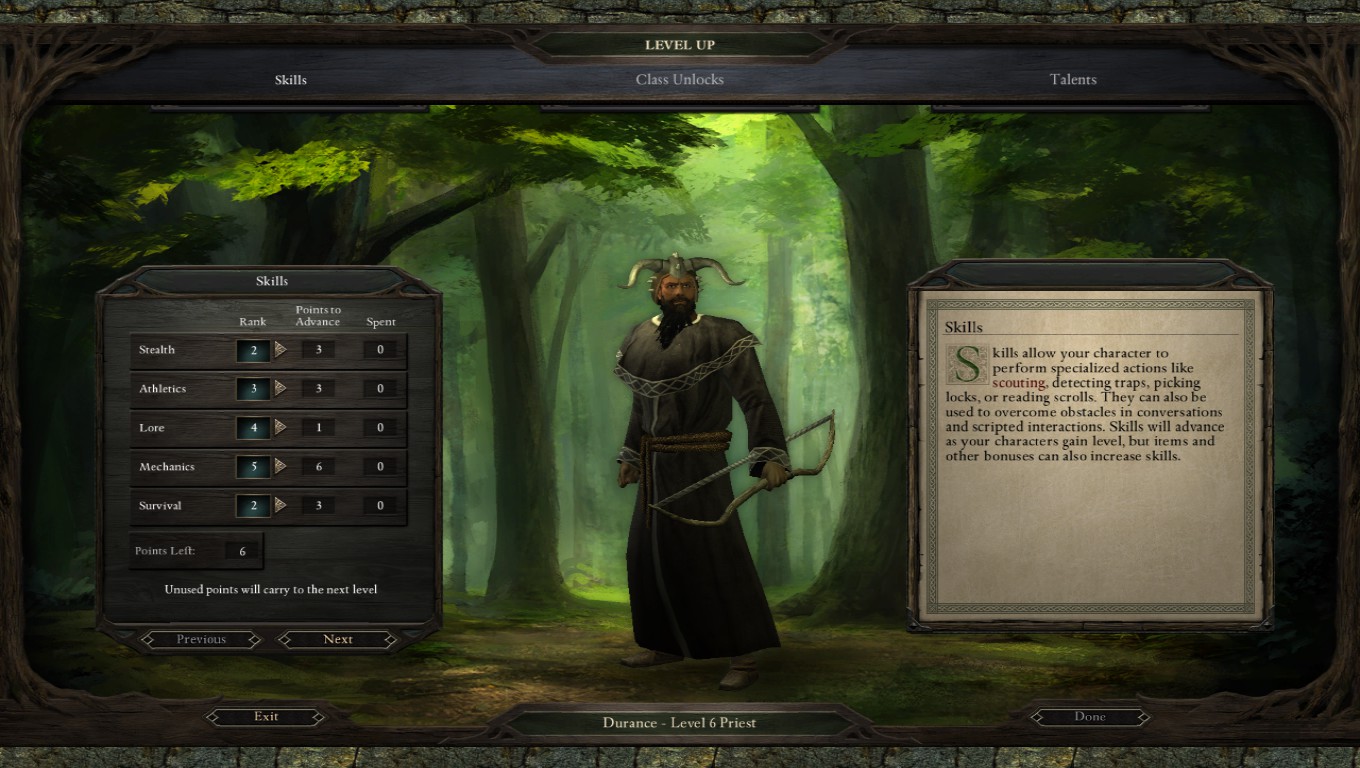 LEVEL UP
Skills
Class Unlocks
Talents
Skills
Rank
Points to
Advance
Spent
Stealth 2 3 0
Athletics 3 3 0
Lore 4 1 0
Mechanics 5 6 0
Survival 2 3 0
Points Left: 6
Unused points will carry to the next level
Previous
Next
Skills
Skills allow your character to
perform specialized actions like
scouting, detecting traps, picking
locks, or reading scrolls. They can also be
used to overcome obstacles in conversations
and scripted interactions. Skills will advance
as your characters gain level, but items and
other bonuses can also increase skills.
Exit
Durance - Level 6 Priest
Done